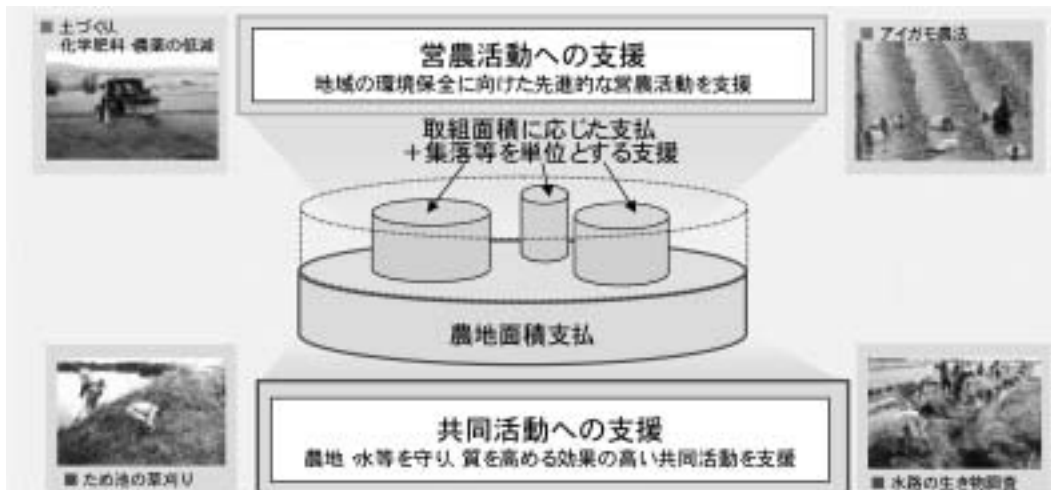 ■ 土づくり、
化学肥料・農薬の低減
営農活動への支援
地域の環境保全に向けた先進的な営農活動を支援
■ アイガモ農法
取組面積に応じた支払
＋集落等を単位とする支援
農地面積支払
共同活動への支援
農地・水等を守り、質を高める効果の高い共同活動を支援
■ ため池の草刈り
■ 水路の生き物調査